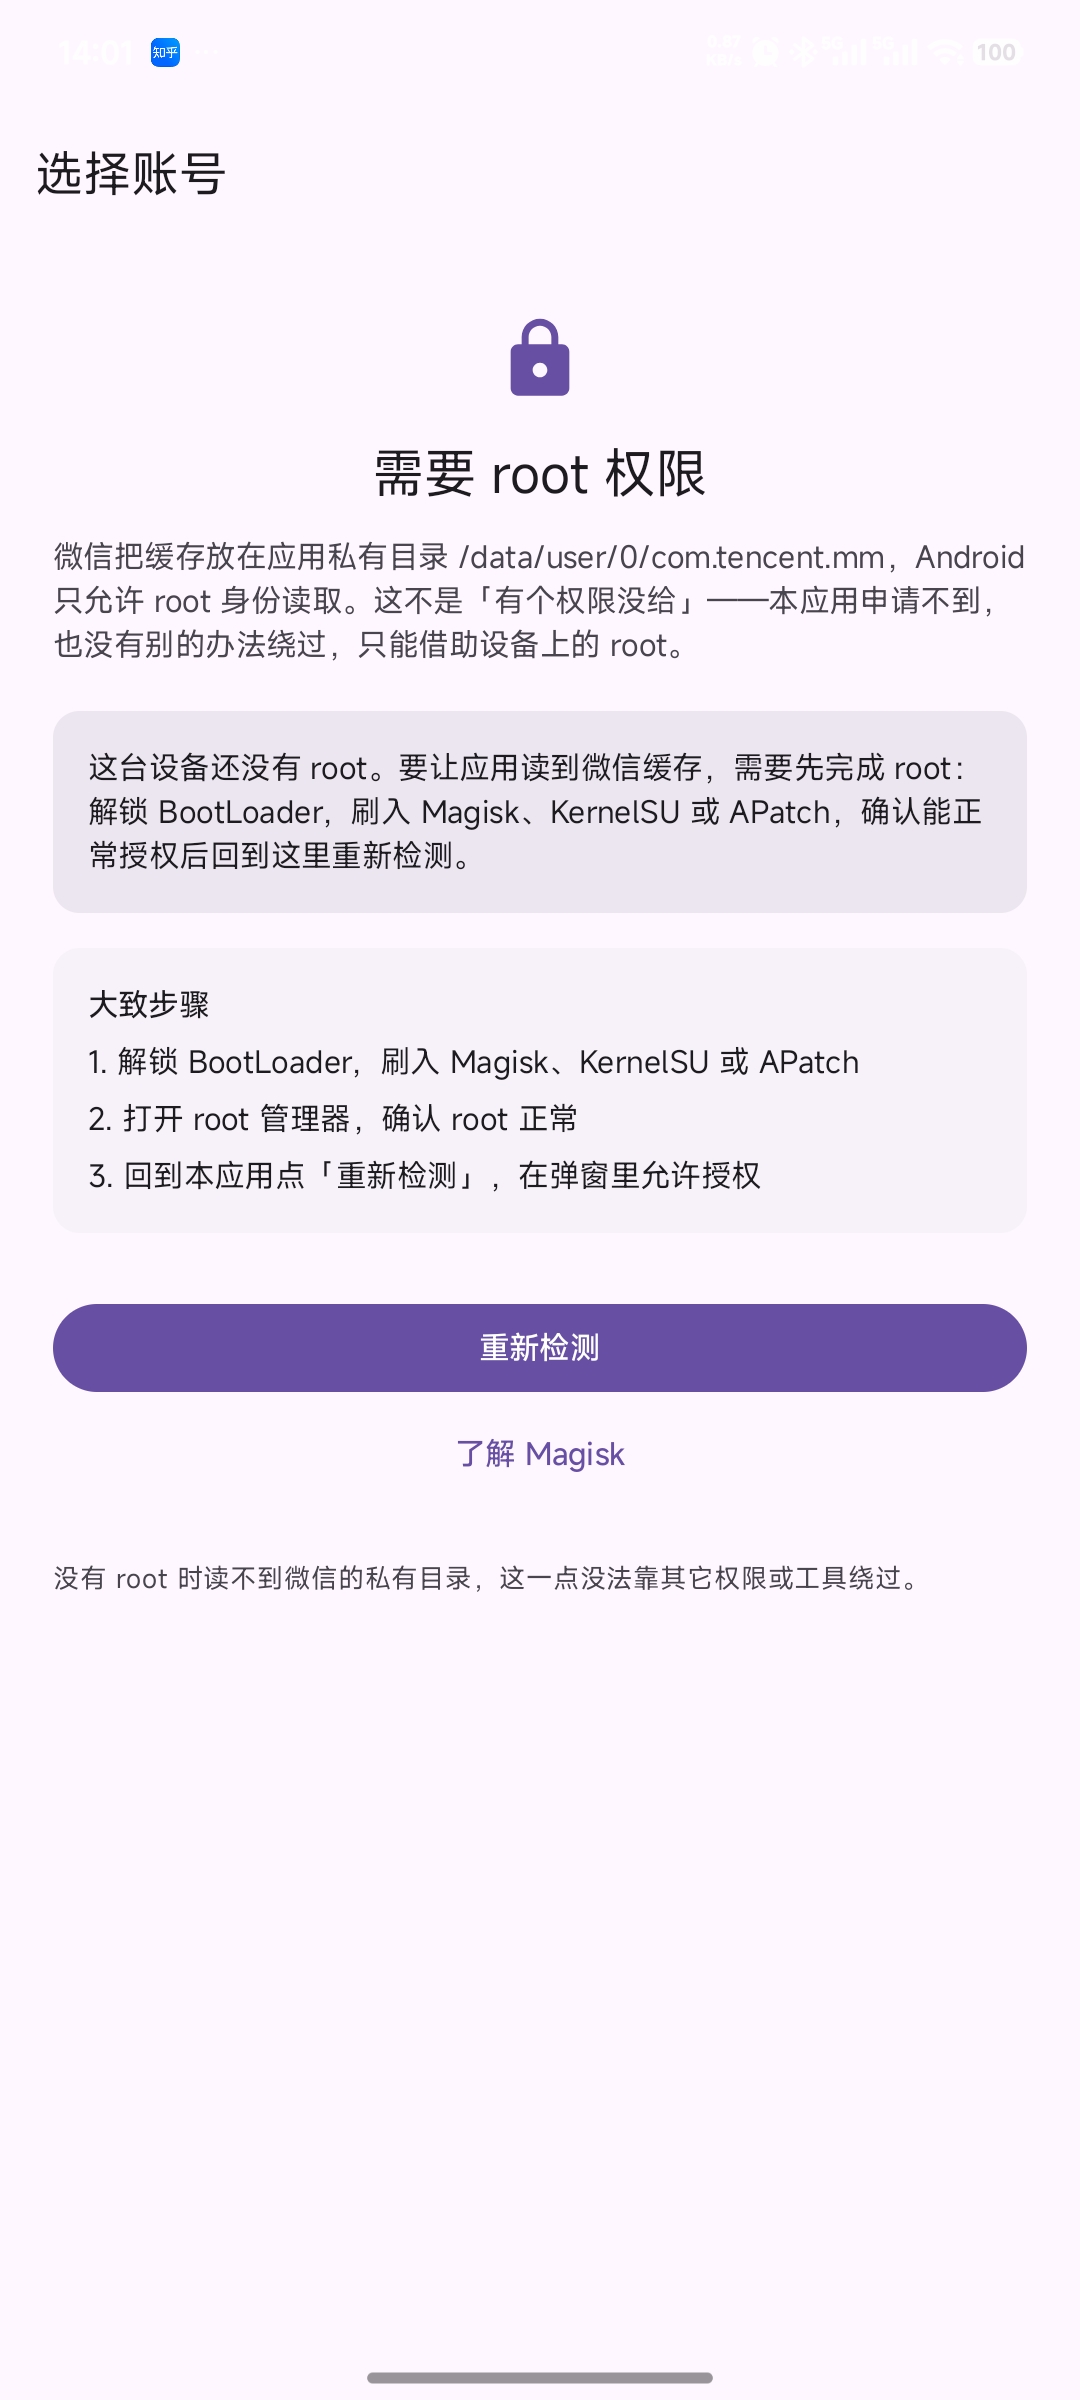 14:01 知乎 ... 100
选择账号
需要 root 权限
微信把缓存放在应用私有目录 /data/user/0/com.tencent.mm，Android
只允许 root 身份读取。这不是「有个权限没给」——本应用申请不到，
也没有别的办法绕过，只能借助设备上的 root。
这台设备还没有 root。要让应用读到微信缓存，需要先完成 root：
解锁 BootLoader，刷入 Magisk、KernelSU 或 APatch，确认能正
常授权后回到这里重新检测。
大致步骤
1. 解锁 BootLoader，刷入 Magisk、KernelSU 或 APatch
2. 打开 root 管理器，确认 root 正常
3. 回到本应用点「重新检测」，在弹窗里允许授权
重新检测
了解 Magisk
没有 root 时读不到微信的私有目录，这一点没法靠其它权限或工具绕过。